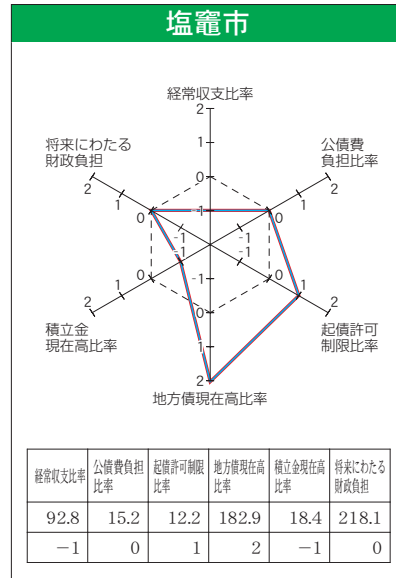 塩竈市
経常収支比率
2
1
0
-1
将来にわたる
財政負担
2
1
0
-1
公債費
負担比率
2
1
0
-1
積立金
現在高比率
2
1
0
-1
起債許可
制限比率
2
1
0
-1
-1
0
1
2
地方債現在高比率
経常収支比率 公債費負担比率 起債許可制限比率 地方債現在高比率 積立金現在高比率 将来にわたる財政負担
92.8 15.2 12.2 182.9 18.4 218.1
−1 0 1 2 −1 0